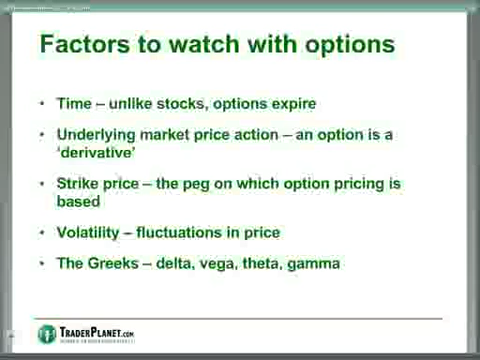 Factors to watch with options
• Time – unlike stocks, options expire
• Underlying market price action – an option is a
‘derivative’
• Strike price – the peg on which option pricing is
based
• Volatility – fluctuations in price
• The Greeks – delta, vega, theta, gamma
TRADERPLANET.COM